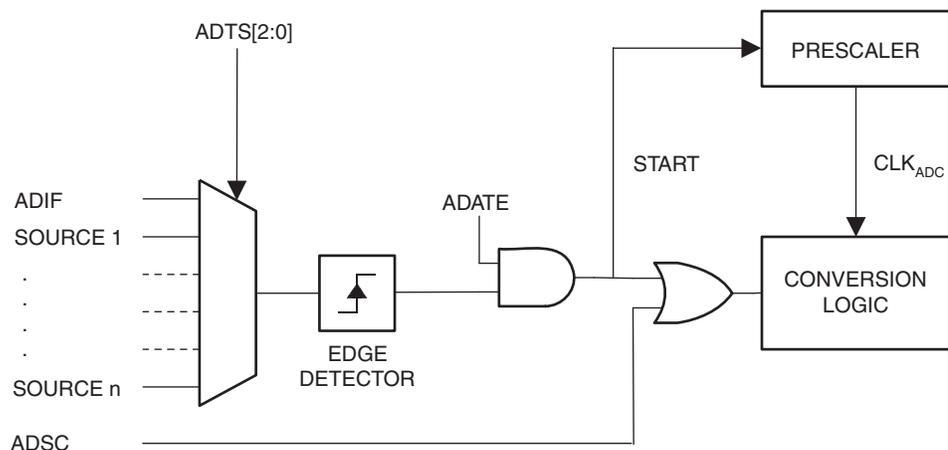 ADTS[2:0]
PRESCALER
START
CLKADC
ADIF
ADATE
SOURCE 1
.
.
.
.
CONVERSION
LOGIC
EDGE
DETECTOR
SOURCE n
ADSC